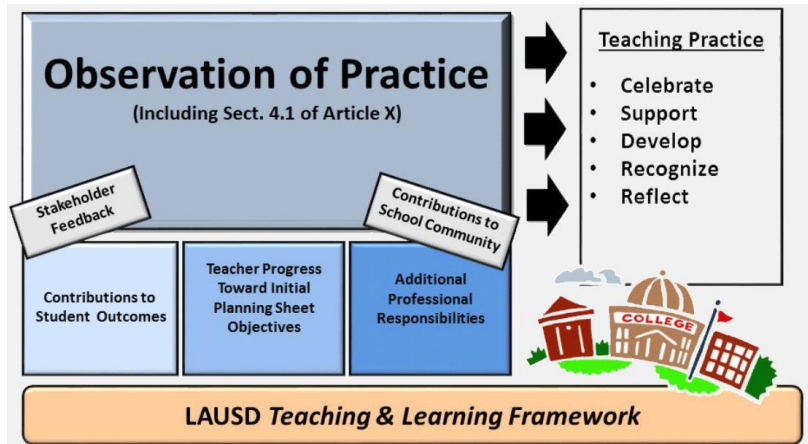 Observation of Practice
(Including Sect. 4.1 of Article X)
Stakeholder
Feedback
Contributions to
School Community
Contributions to
Student Outcomes
Teacher Progress
Toward Initial
Planning Sheet
Objectives
Additional
Professional
Responsibilities
Teaching Practice
• Celebrate
• Support
• Develop
• Recognize
• Reflect
COLLEGE
LAUSD Teaching & Learning Framework